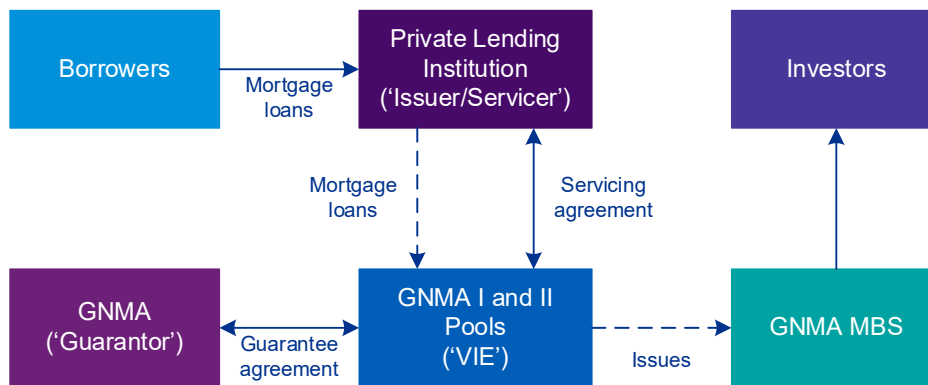 Borrowers
Mortgage
loans
Private Lending
Institution
(‘Issuer/Servicer’)
Investors
Mortgage
loans
Servicing
agreement
GNMA
(‘Guarantor’)
Guarantee
agreement
GNMA I and II
Pools
(‘VIE’)
Issues
GNMA MBS